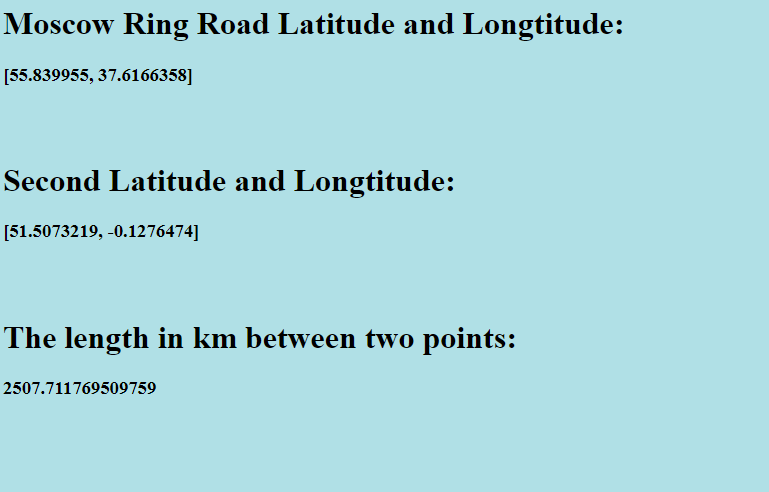 Moscow Ring Road Latitude and Longtitude:
[55.839955, 37.6166358]
Second Latitude and Longtitude:
[51.5073219, -0.1276474]
The length in km between two points:
2507.711769509759